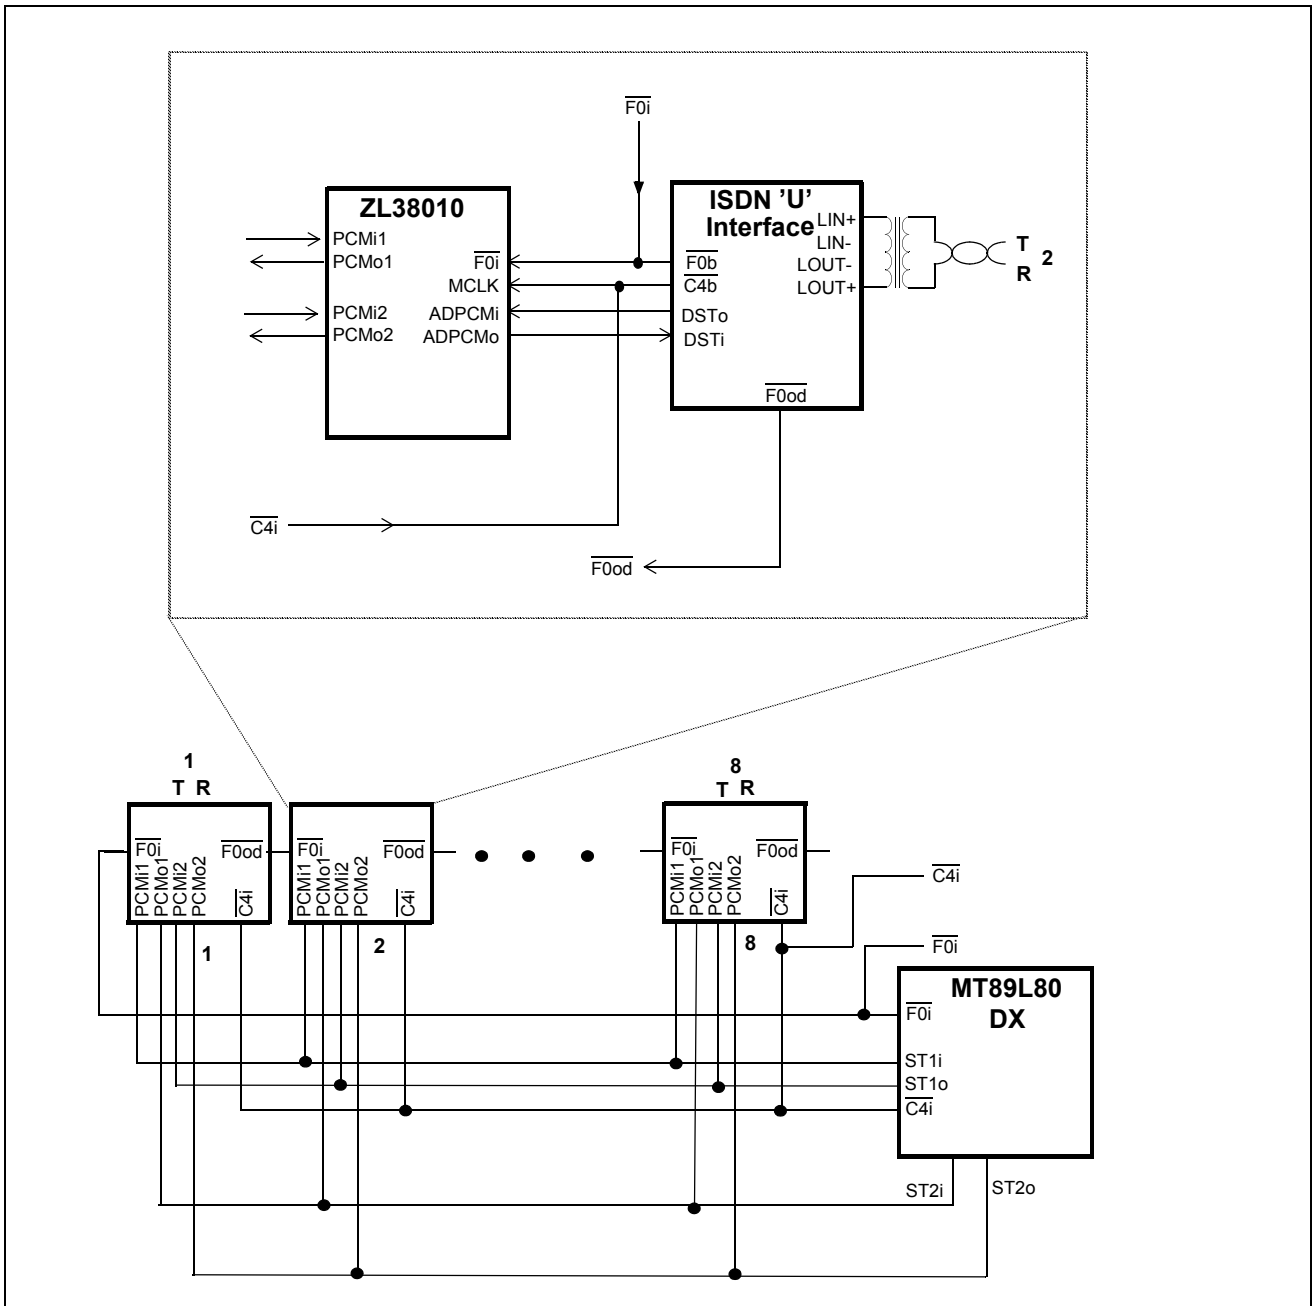 F0i
ZL38010
PCMi1
PCMo1
PCMi2
PCMo2
F0i
MCLK
ADPCMi
ADPCMo
ISDN 'U'
Interface
LIN+
LIN-
LOUT-
LOUT+
F0b
C4b
DSTo
DSTi
F0od
T
R
2
C4i
F0od
1
T R
F0i
F0od
PCMi1
PCMo1
PCMi2
PCMo2
C4i
1
F0i
F0od
PCMi1
PCMo1
PCMi2
PCMo2
C4i
2
8
T R
F0i
F0od
PCMi1
PCMo1
PCMi2
PCMo2
C4i
8
C4i
F0i
MT89L80
DX
F0i
ST1i
ST1o
C4i
ST2i
ST2o